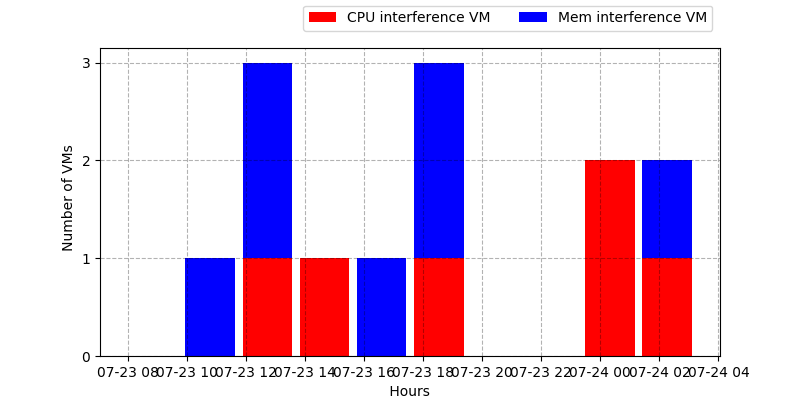 CPU interference VM Mem interference VM
3
2
1
0
Number of VMs
07-23 08 07-23 10 07-23 12 07-23 14 07-23 16 07-23 18 07-23 20 07-23 22 07-24 00 07-24 02 07-24 04
Hours